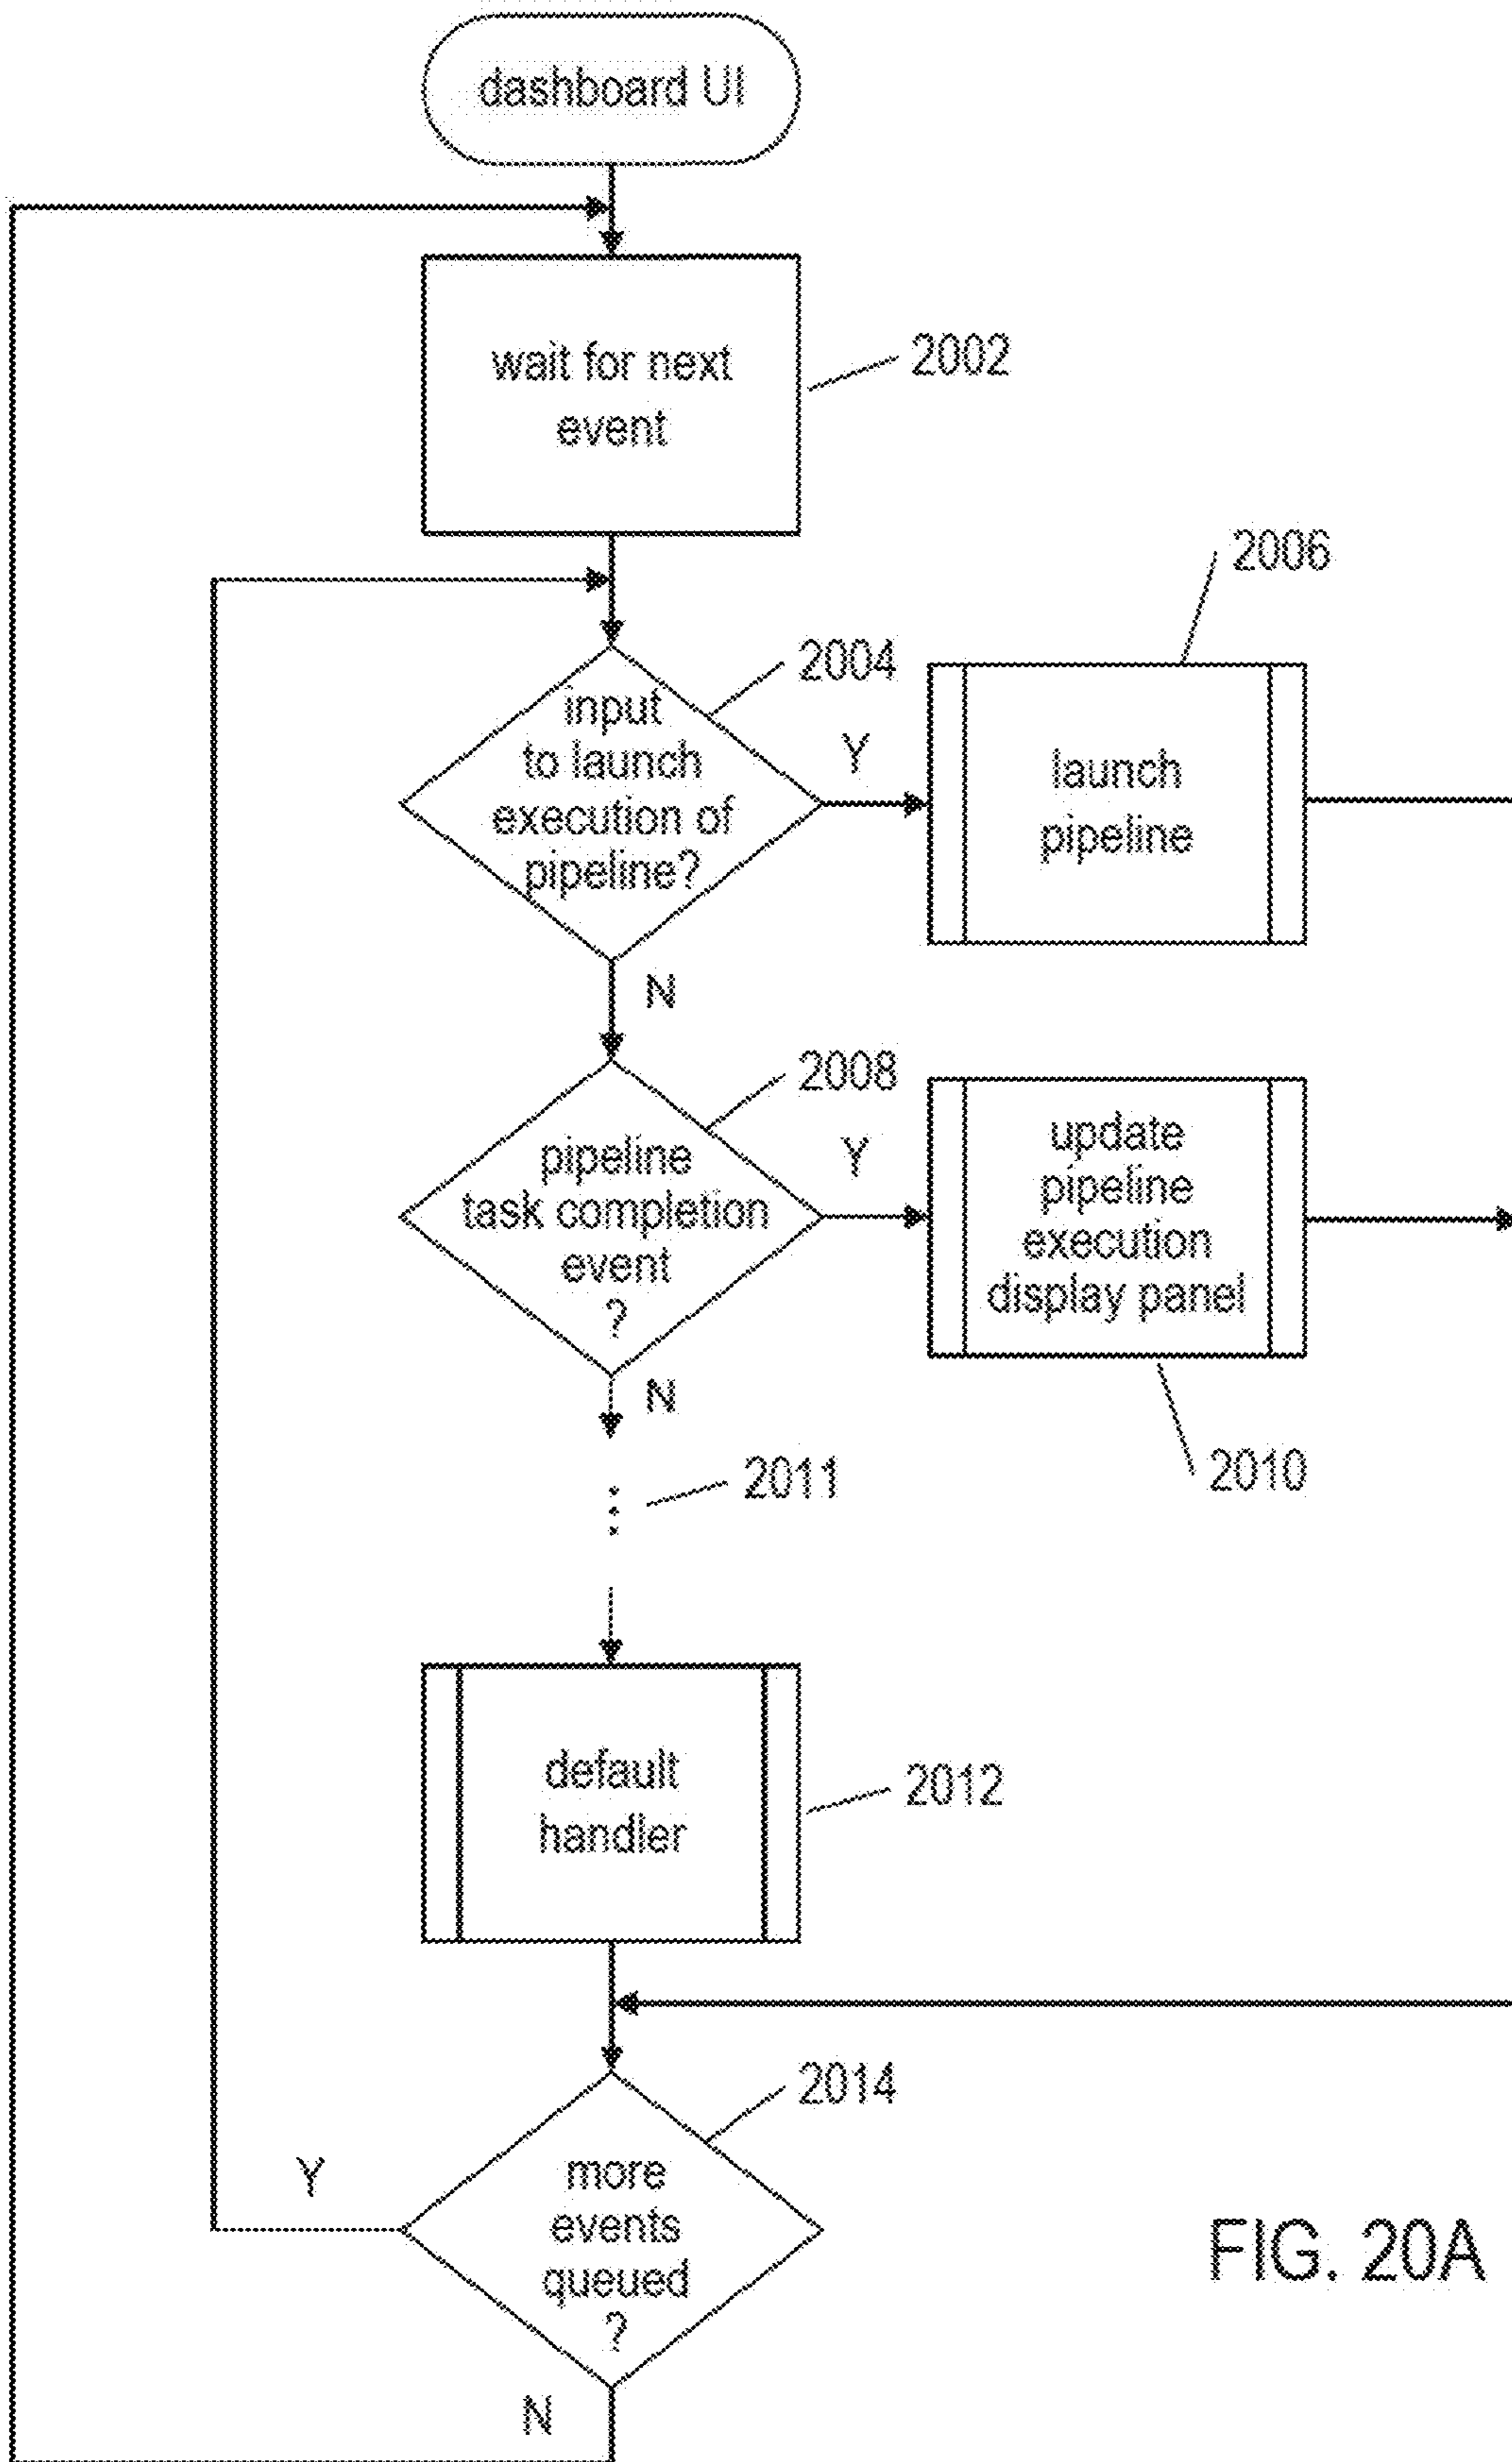 dashboard UI
wait for next
event
2002
2006
2004
input
to launch
execution of
pipeline?
Y
launch
pipeline
N
2008
pipeline
task completion
event
?
Y
update
pipeline
execution
display panel
N
2010
2011
⋮
default
handler
2012
2014
more
events
queued
?
Y
N
FIG. 20A